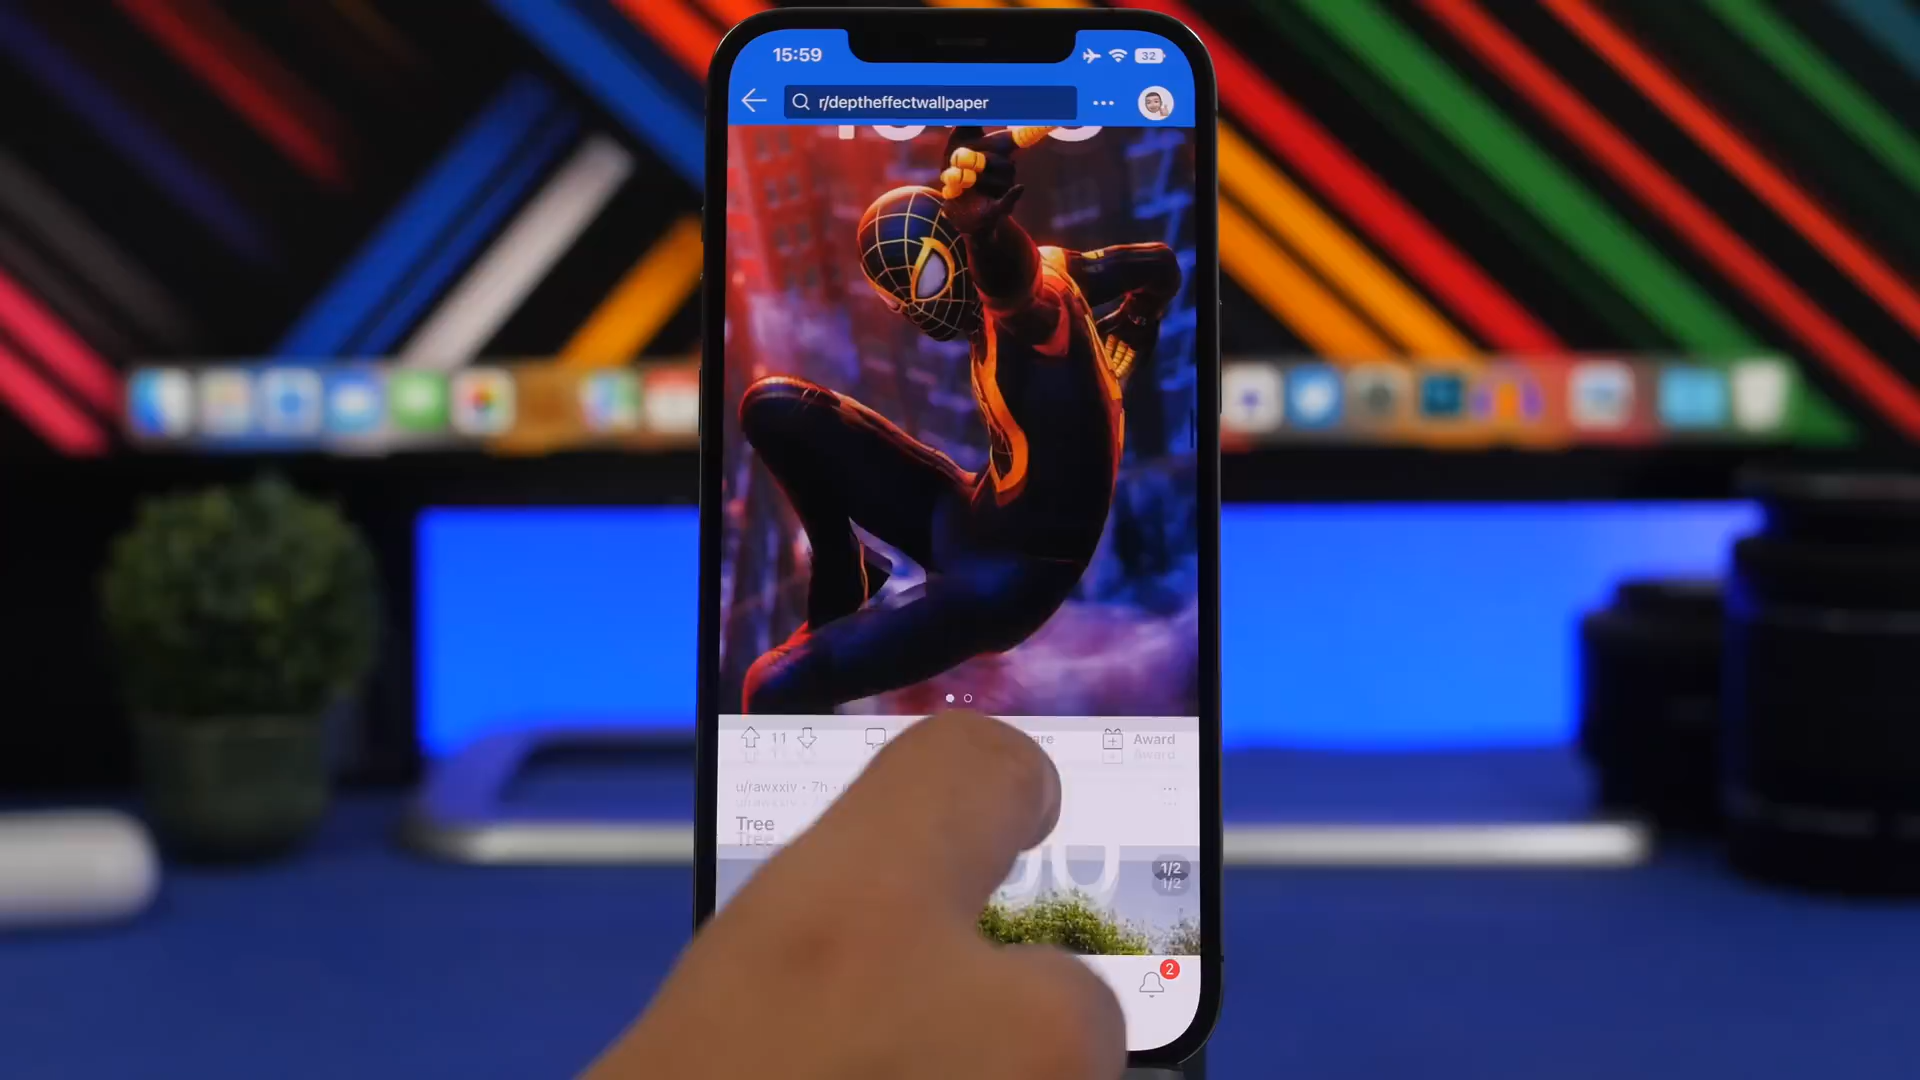 15:59
32
r/deptheffectwallpaper
11
Award
u/rawxxiv • 7h •
Tree
1/2
2